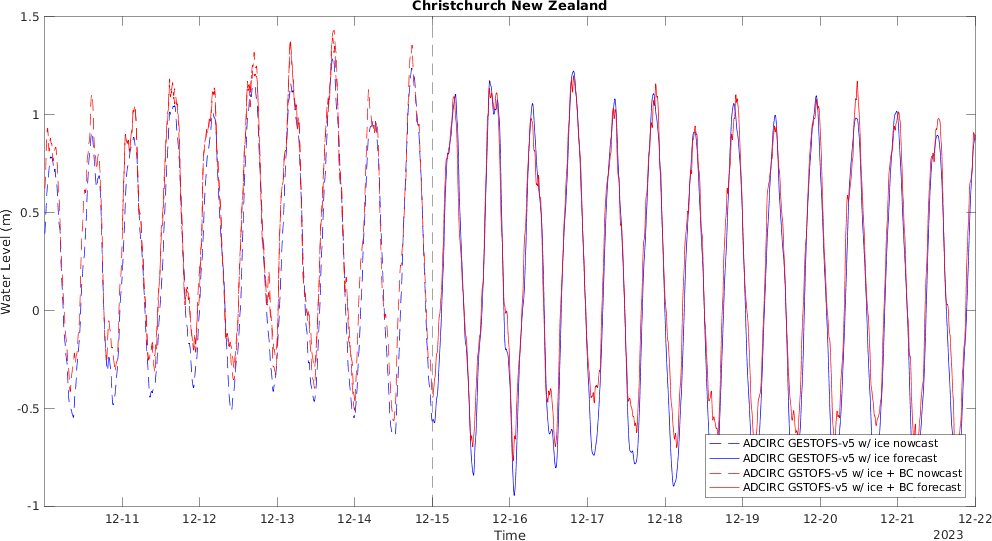 Christchurch New Zealand
1.5
1
0.5
0
-0.5
-1
Water Level (m)
ADCIRC GESTOFS-v5 w/ ice nowcast
ADCIRC GESTOFS-v5 w/ ice forecast
ADCIRC GSTOFS-v5 w/ ice + BC nowcast
ADCIRC GSTOFS-v5 w/ ice + BC forecast
12-11 12-12 12-13 12-14 12-15 12-16 12-17 12-18 12-19 12-20 12-21 12-22
Time
2023